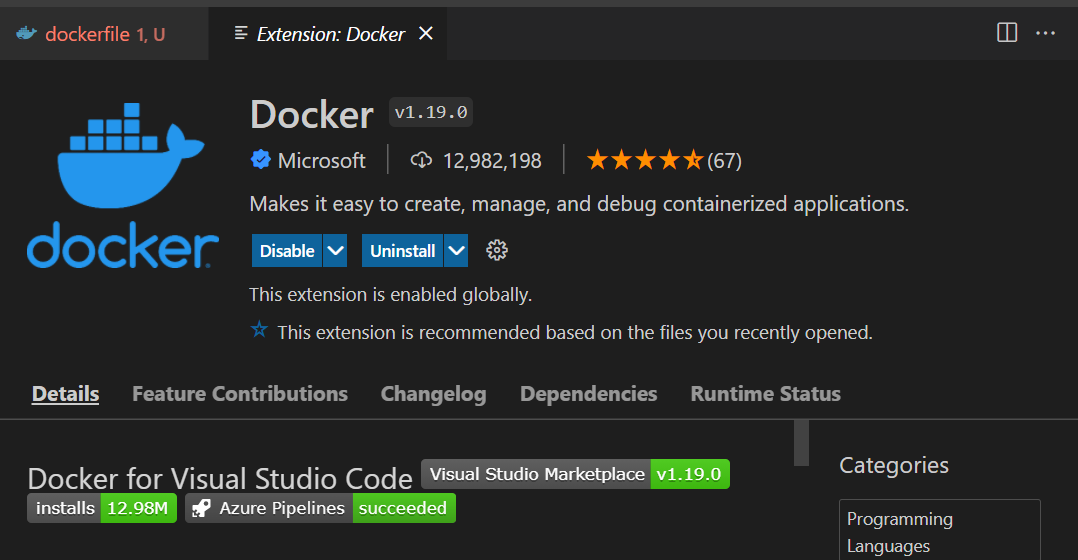 dockerfile 1, U
Extension: Docker
Docker v1.19.0
Microsoft 12,982,198 (67)
Makes it easy to create, manage, and debug containerized applications.
docker
Disable Uninstall
This extension is enabled globally.
This extension is recommended based on the files you recently opened.
Details Feature Contributions Changelog Dependencies Runtime Status
Docker for Visual Studio Code Visual Studio Marketplace v1.19.0
installs 12.98M Azure Pipelines succeeded
Categories
Programming
Languages